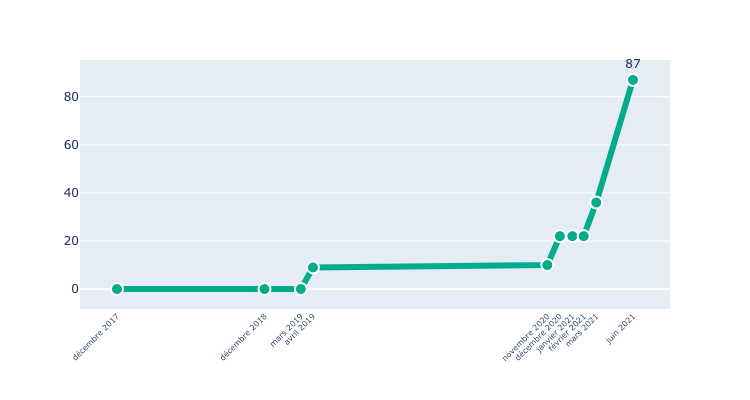 87
80
60
40
20
0
décembre 2017
décembre 2018
mars 2019
avril 2019
novembre 2020
décembre 2020
janvier 2021
février 2021
mars 2021
juin 2021